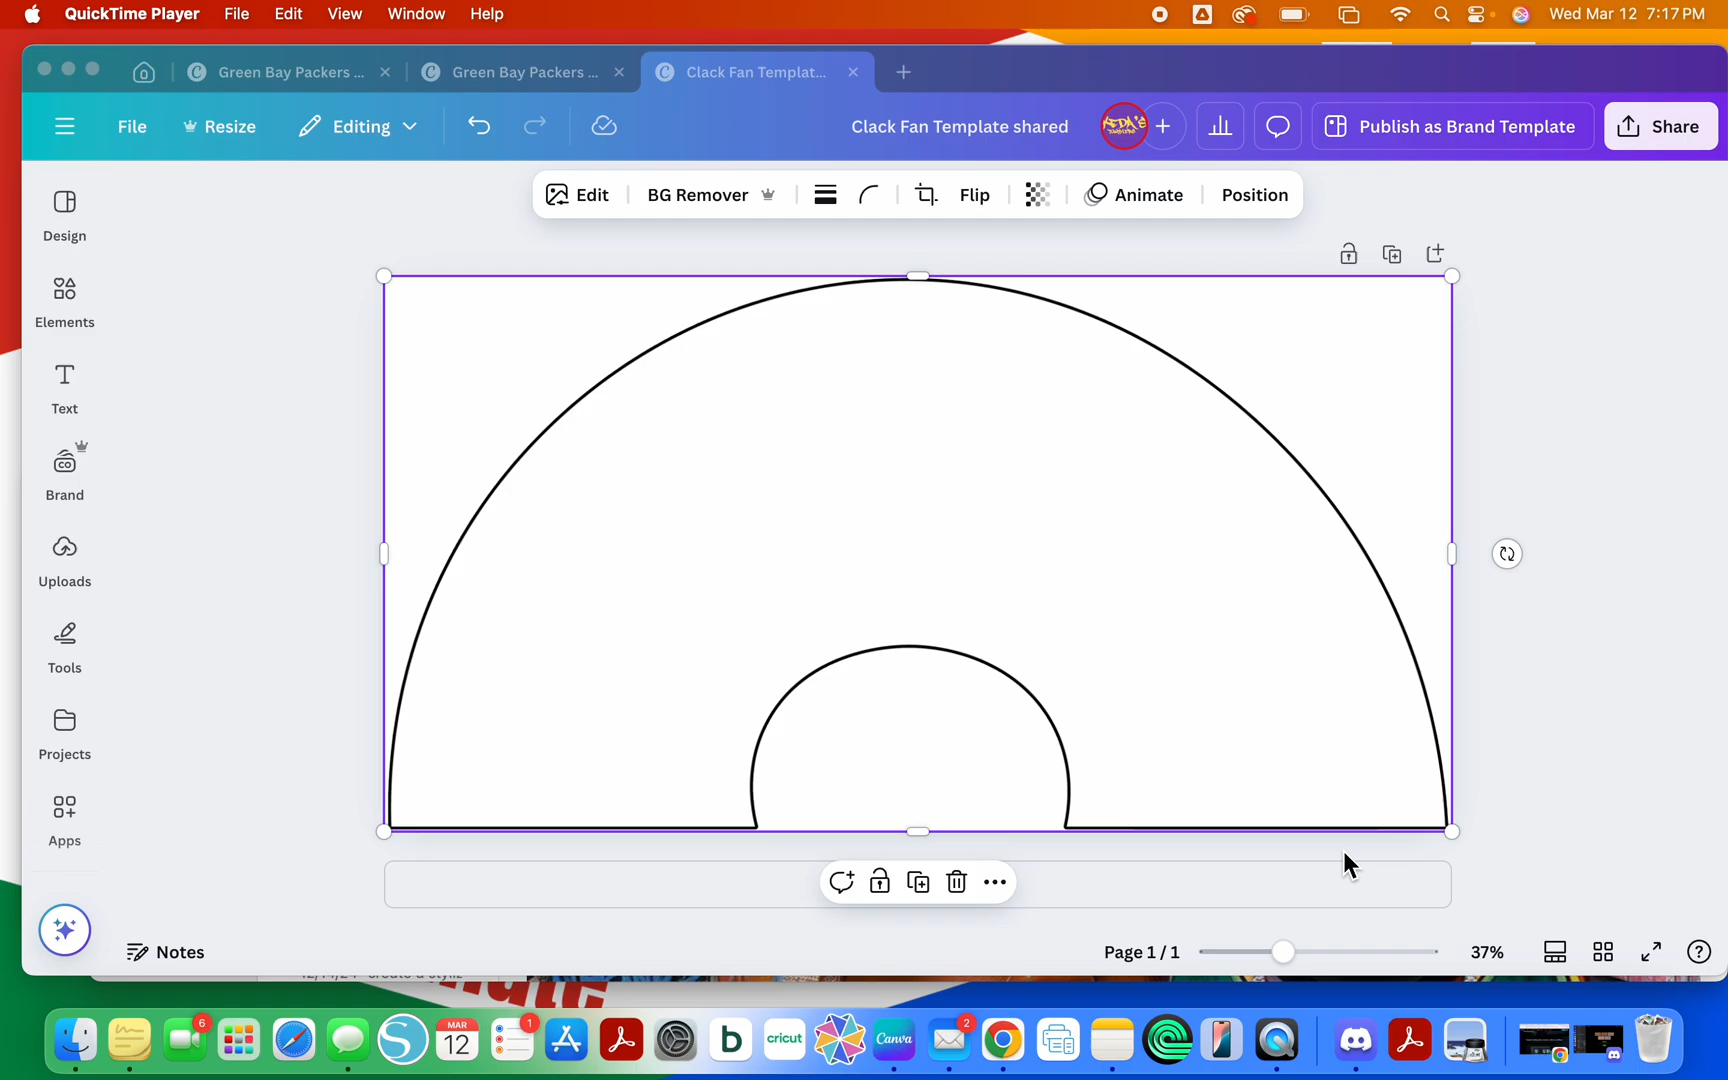 QuickTime Player File Edit View Window Help Wed Mar 12 7:17 PM
Green Bay Packers ... Green Bay Packers ... Clack Fan Templat...
File Resize Editing Clack Fan Template shared Publish as Brand Template Share
Edit BG Remover Flip Animate Position
Design
Elements
Text
Brand
Uploads
Tools
Projects
Apps
Notes Page 1 / 1 37%
6 MAR 12 1 cricut Canva 2